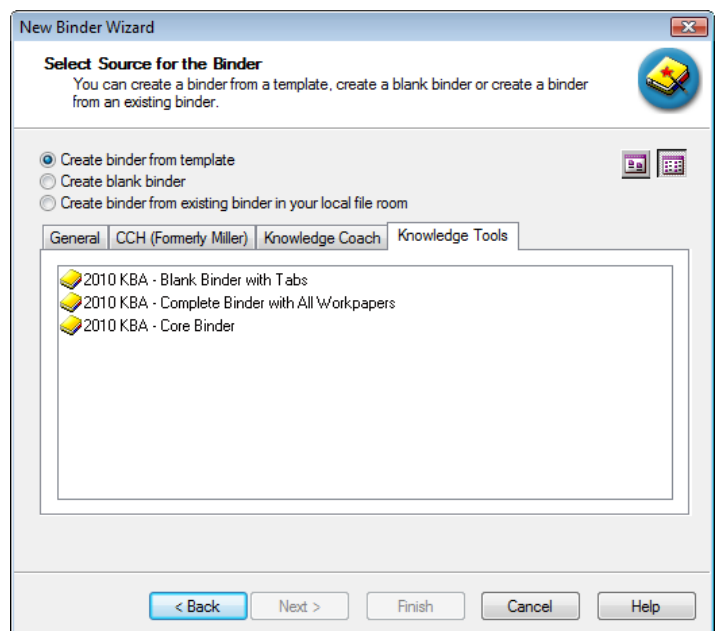 New Binder Wizard
Select Source for the Binder
You can create a binder from a template, create a blank binder or create a binder
from an existing binder.
Create binder from template
Create blank binder
Create binder from existing binder in your local file room
General CCH (Formerly Miller) Knowledge Coach Knowledge Tools
2010 KBA - Blank Binder with Tabs
2010 KBA - Complete Binder with All Workpapers
2010 KBA - Core Binder
< Back Next > Finish Cancel Help